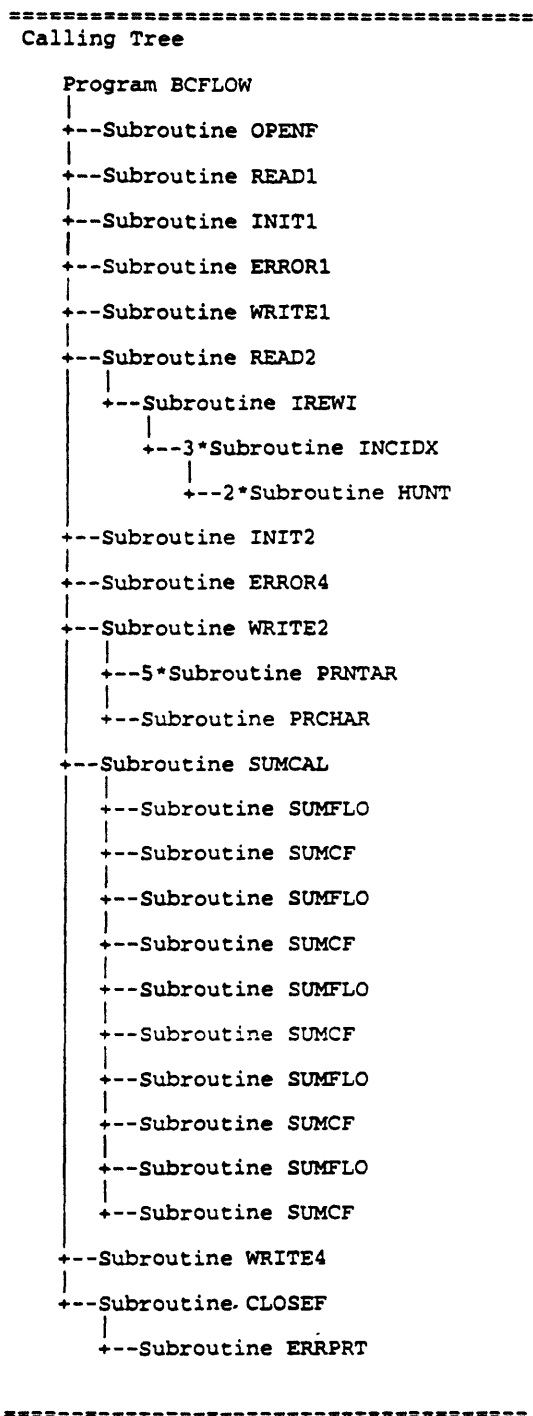 =======================================
Calling Tree
Program BCFLOW
|
+--Subroutine OPENF
|
+--Subroutine READ1
|
+--Subroutine INIT1
|
+--Subroutine ERROR1
|
+--Subroutine WRITE1
|
+--Subroutine READ2
| |
| +--Subroutine IREWI
| |
| +--3*Subroutine INCIDX
| |
| +--2*Subroutine HUNT
|
+--Subroutine INIT2
|
+--Subroutine ERROR4
|
+--Subroutine WRITE2
| |
| +--5*Subroutine PRNTAR
| |
| +--Subroutine PRCHAR
|
+--Subroutine SUMCAL
| |
| +--Subroutine SUMFLO
| |
| +--Subroutine SUMCF
| |
| +--Subroutine SUMFLO
| |
| +--Subroutine SUMCF
| |
| +--Subroutine SUMFLO
| |
| +--Subroutine SUMCF
| |
| +--Subroutine SUMFLO
| |
| +--Subroutine SUMCF
| |
| +--Subroutine SUMFLO
| |
| +--Subroutine SUMCF
|
+--Subroutine WRITE4
|
+--Subroutine CLOSEF
|
+--Subroutine ERRPRT
=======================================